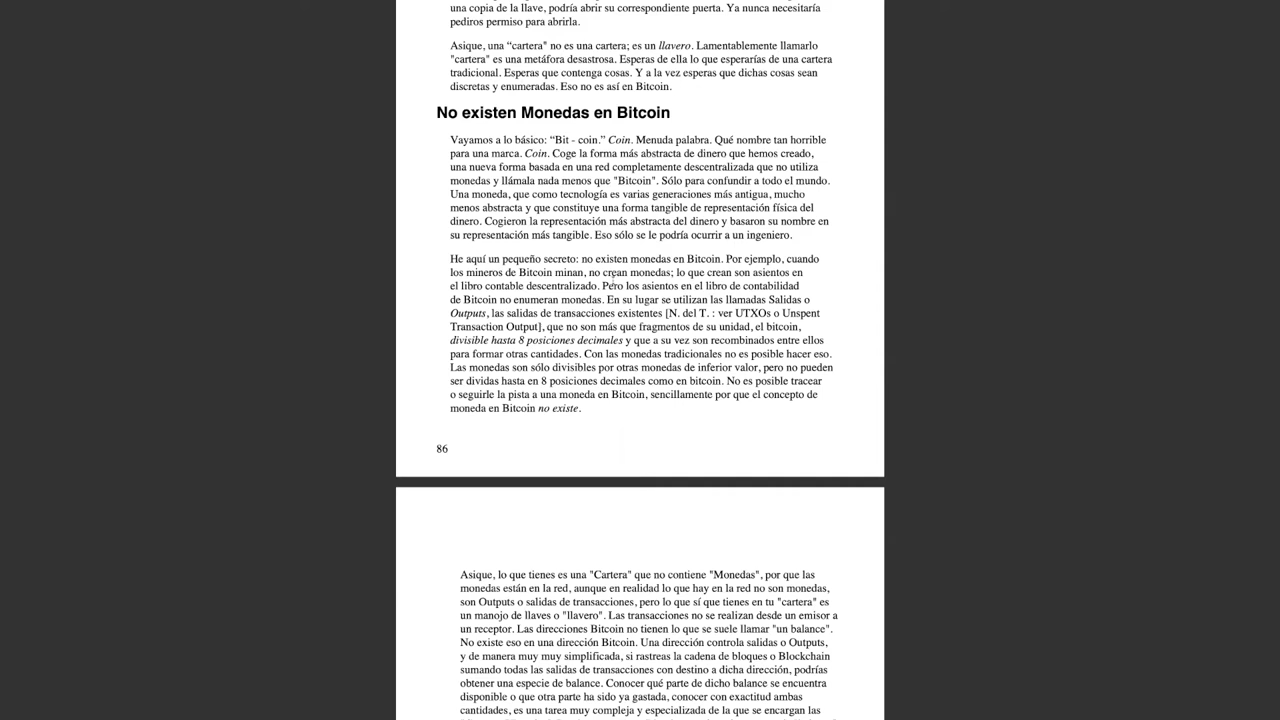 una copia de la llave, podría abrir su correspondiente puerta. Ya nunca necesitaría
pediros permiso para abrirla.
Asique, una “cartera" no es una cartera; es un llavero. Lamentablemente llamarlo
"cartera" es una metáfora desastrosa. Esperas de ella lo que esperarías de una cartera
tradicional. Esperas que contenga cosas. Y a la vez esperas que dichas cosas sean
discretas y enumeradas. Eso no es así en Bitcoin.
No existen Monedas en Bitcoin
Vayamos a lo básico: “Bit - coin.” Coin. Menuda palabra. Qué nombre tan horrible
para una marca. Coin. Coge la forma más abstracta de dinero que hemos creado,
una nueva forma basada en una red completamente descentralizada que no utiliza
monedas y llámala nada menos que "Bitcoin". Sólo para confundir a todo el mundo.
Una moneda, que como tecnología es varias generaciones más antigua, mucho
menos abstracta y que constituye una forma tangible de representación física del
dinero. Cogieron la representación más abstracta del dinero y basaron su nombre en
su representación más tangible. Eso sólo se le podría ocurrir a un ingeniero.
He aquí un pequeño secreto: no existen monedas en Bitcoin. Por ejemplo, cuando
los mineros de Bitcoin minan, no crean monedas; lo que crean son asientos en
el libro contable descentralizado. Pero los asientos en el libro de contabilidad
de Bitcoin no enumeran monedas. En su lugar se utilizan las llamadas Salidas o
Outputs, las salidas de transacciones existentes [N. del T. : ver UTXOs o Unspent
Transaction Output], que no son más que fragmentos de su unidad, el bitcoin,
divisible hasta 8 posiciones decimales y que a su vez son recombinados entre ellos
para formar otras cantidades. Con las monedas tradicionales no es posible hacer eso.
Las monedas son sólo divisibles por otras monedas de inferior valor, pero no pueden
ser dividas hasta en 8 posiciones decimales como en bitcoin. No es posible tracear
o seguirle la pista a una moneda en Bitcoin, sencillamente por que el concepto de
moneda en Bitcoin no existe.
86
Asique, lo que tienes es una "Cartera" que no contiene "Monedas", por que las
monedas están en la red, aunque en realidad lo que hay en la red no son monedas,
son Outputs o salidas de transacciones, pero lo que sí que tienes en tu "cartera" es
un manojo de llaves o "llavero". Las transacciones no se realizan desde un emisor a
un receptor. Las direcciones Bitcoin no tienen lo que se suele llamar "un balance".
No existe eso en una dirección Bitcoin. Una dirección controla salidas o Outputs,
y de manera muy muy simplificada, si rastreas la cadena de bloques o Blockchain
sumando todas las salidas de transacciones con destino a dicha dirección, podrías
obtener una especie de balance. Conocer qué parte de dicho balance se encuentra
disponible o que otra parte ha sido ya gastada, conocer con exactitud ambas
cantidades, es una tarea muy compleja y especializada de la que se encargan las